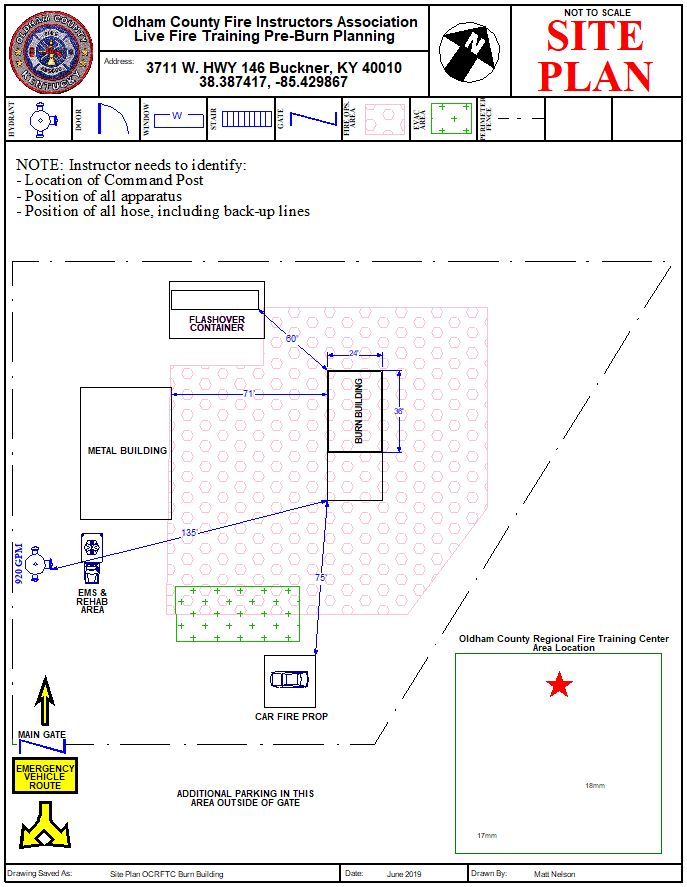 OLDHAM COUNTY
FIRE
KENTUCKY
Oldham County Fire Instructors Association
Live Fire Training Pre-Burn Planning
Address:
3711 W. HWY 146 Buckner, KY 40010
38.387417, -85.429867
N
NOT TO SCALE
SITE
PLAN
HYDRANT
DOOR
WINDOW
W
STAIR
GATE
FIRE OPS.
AREA
EVAC
AREA
PERIMETER
FENCE
NOTE: Instructor needs to identify:
- Location of Command Post
- Position of all apparatus
- Position of all hose, including back-up lines
FLASHOVER
CONTAINER
60'
24'
71'
BURN BUILDING
36'
METAL BUILDING
135'
920 GPM
EMS &
REHAB
AREA
75'
Oldham County Regional Fire Training Center
Area Location
CAR FIRE PROP
MAIN GATE
EMERGENCY
VEHICLE
ROUTE
ADDITIONAL PARKING IN THIS
AREA OUTSIDE OF GATE
18mm
17mm
Drawing Saved As:
Site Plan OCRFTC Burn Building
Date:
June 2019
Drawn By:
Matt Nelson